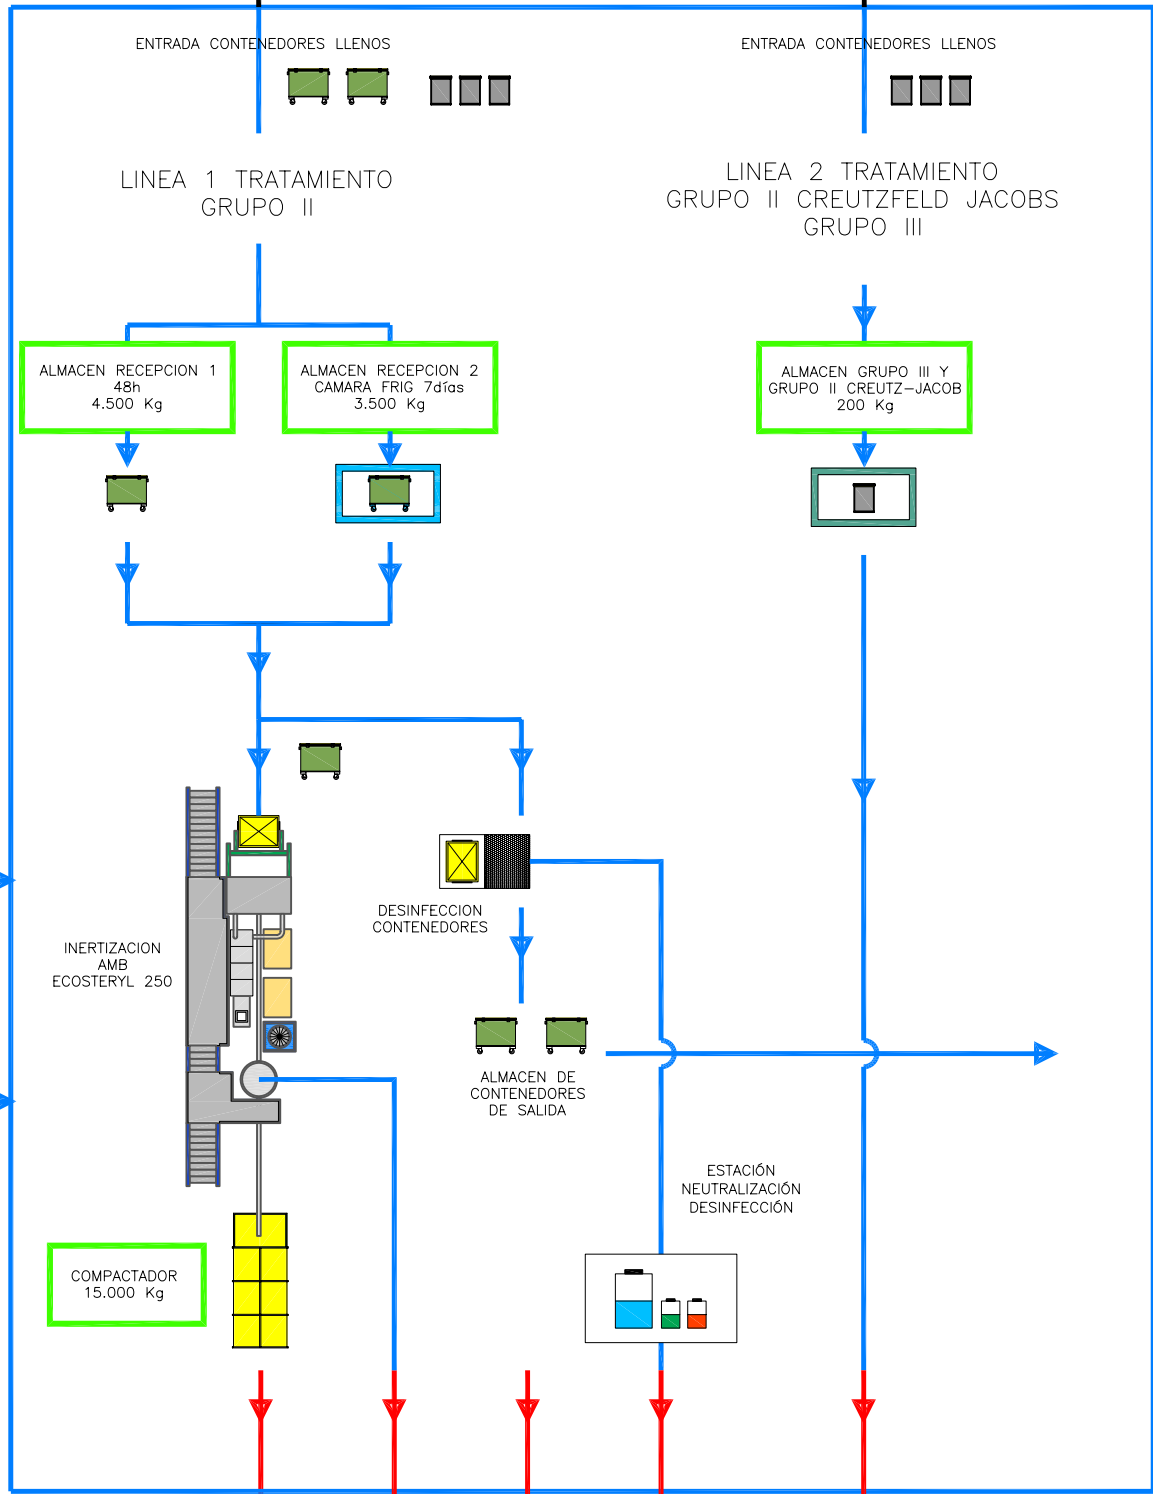 ENTRADA CONTENEDORES LLENOS
ENTRADA CONTENEDORES LLENOS
LINEA 1 TRATAMIENTO
GRUPO II
LINEA 2 TRATAMIENTO
GRUPO II CREUTZFELD JACOBS
GRUPO III
ALMACEN RECEPCION 1
48h
4.500 Kg
ALMACEN RECEPCION 2
CAMARA FRIG 7días
3.500 Kg
ALMACEN GRUPO III Y
GRUPO II CREUTZ-JACOB
200 Kg
DESINFECCION
CONTENEDORES
INERTIZACION
AMB
ECOSTERYL 250
ALMACEN DE
CONTENEDORES
DE SALIDA
ESTACIÓN
NEUTRALIZACIÓN
DESINFECCIÓN
COMPACTADOR
15.000 Kg